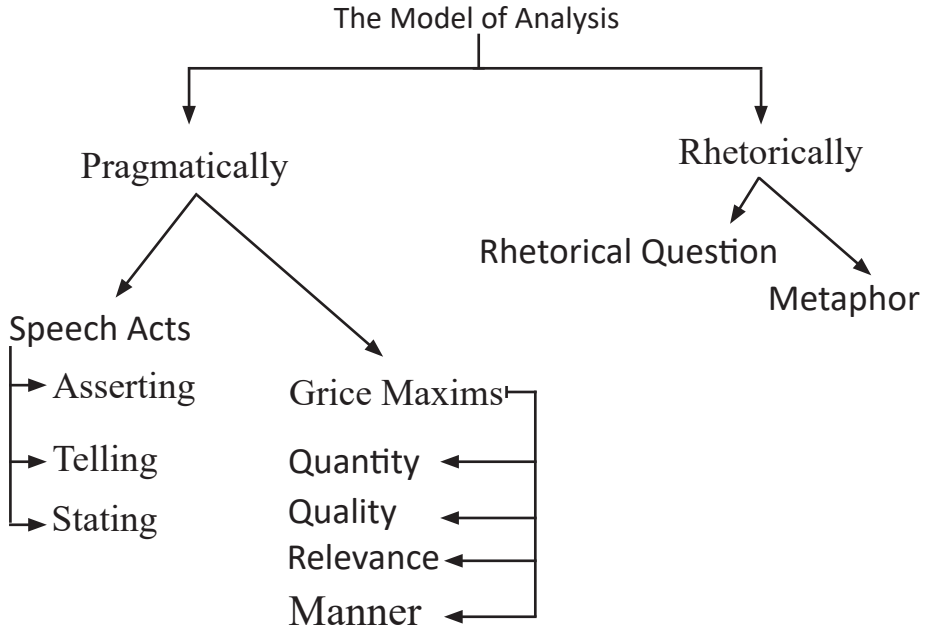 The Model of Analysis
Pragmatically
Rhetorically
Rhetorical Question
Metaphor
Speech Acts
Asserting
Telling
Stating
Grice Maxims
Quantity
Quality
Relevance
Manner